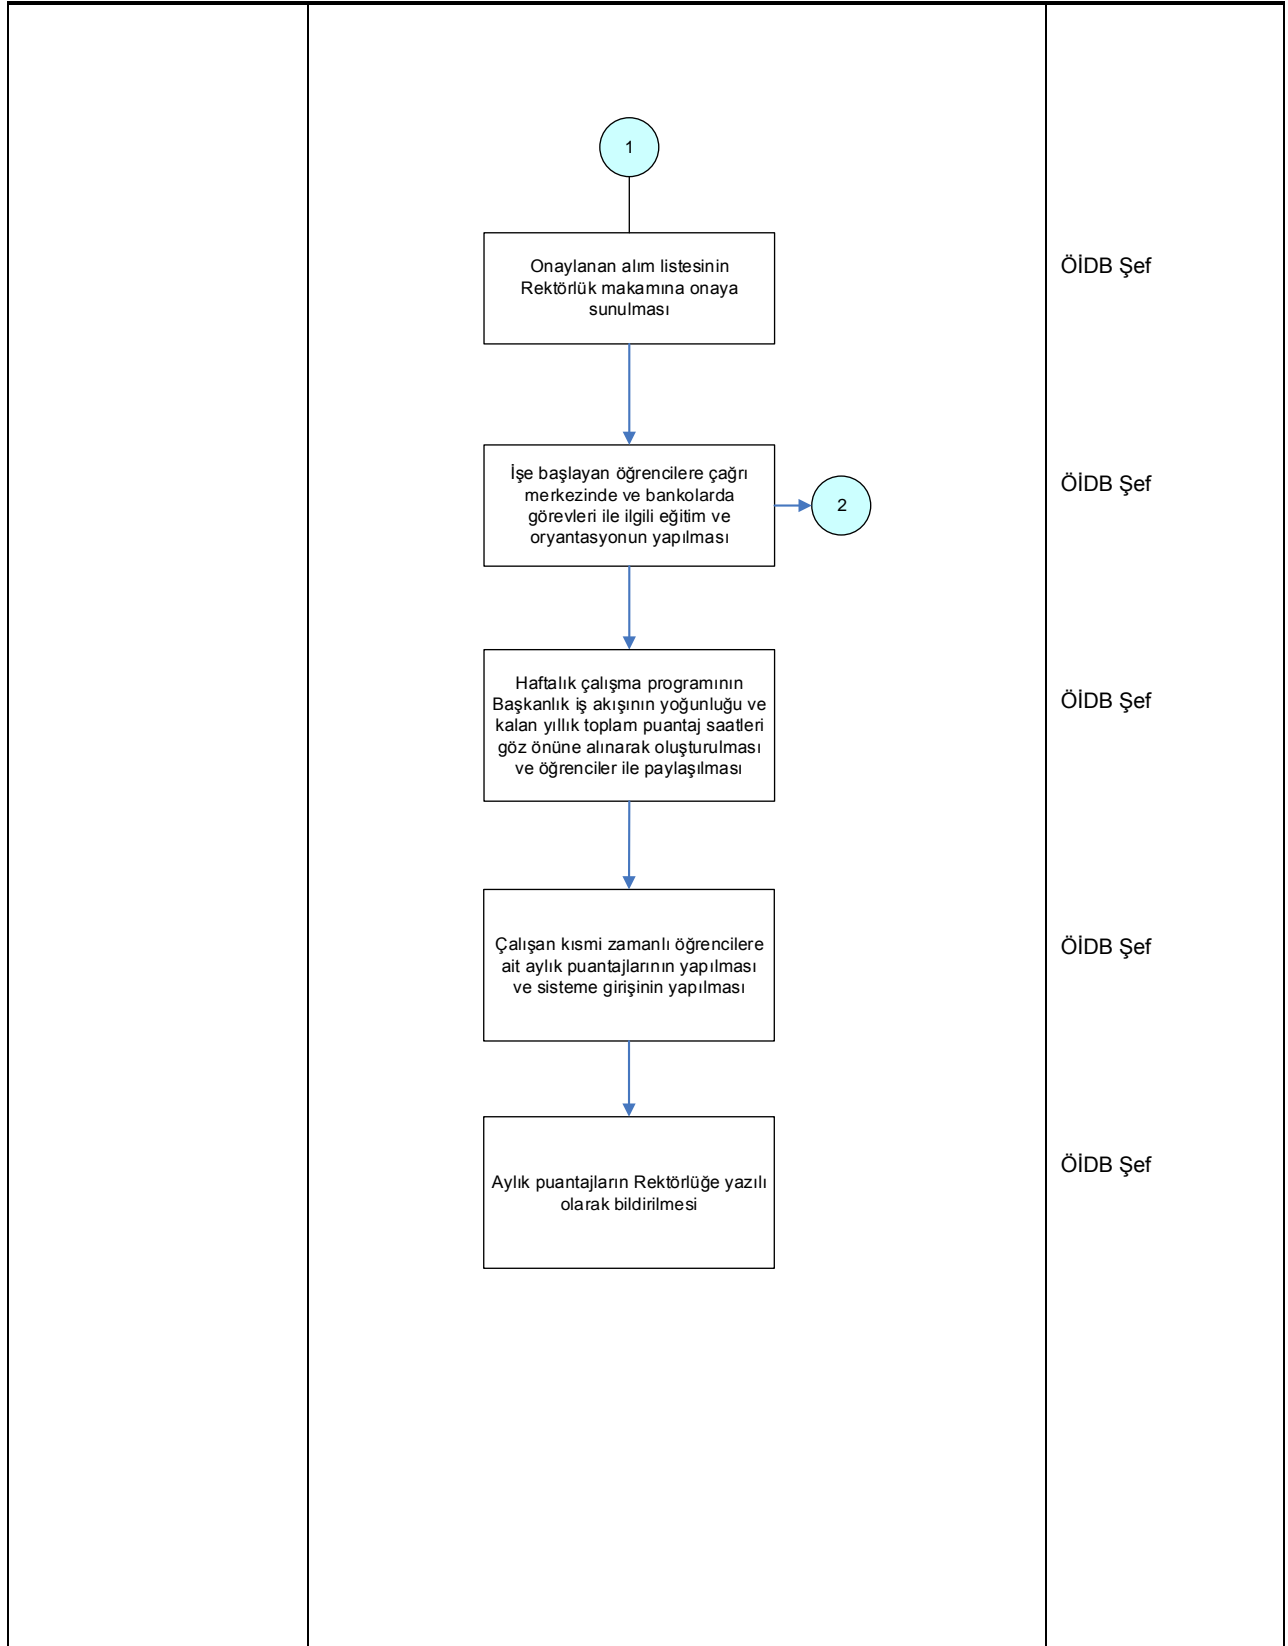 1
Onaylanan alım listesinin
Rektörlük makamına onaya
sunulması
ÖİDB Şef
İşe başlayan öğrencilere çağrı
merkezinde ve bankolarda
görevleri ile ilgili eğitim ve
oryantasyonun yapılması
2
ÖİDB Şef
Haftalık çalışma programının
Başkanlık iş akışının yoğunluğu ve
kalan yıllık toplam puantaj saatleri
göz önüne alınarak oluşturulması
ve öğrenciler ile paylaşılması
ÖİDB Şef
Çalışan kısmi zamanlı öğrencilere
ait aylık puantajlarının yapılması
ve sisteme girişinin yapılması
ÖİDB Şef
Aylık puantajların Rektörlüğe yazılı
olarak bildirilmesi
ÖİDB Şef